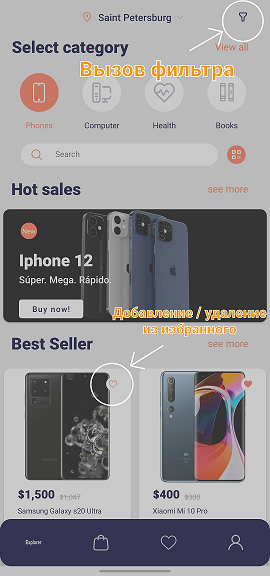 Saint Petersburg
Select category
View all
Вызов фильтра
Phones Computer Health Books
Search
Hot sales
see more
New
Iphone 12
Súper. Mega. Rápido.
Buy now!
Добавление / удаление
из избранного
Best Seller
see more
$1,500 $1,047
Samsung Galaxy s20 Ultra
$400 $300
Xiaomi Mi 10 Pro
Explorer